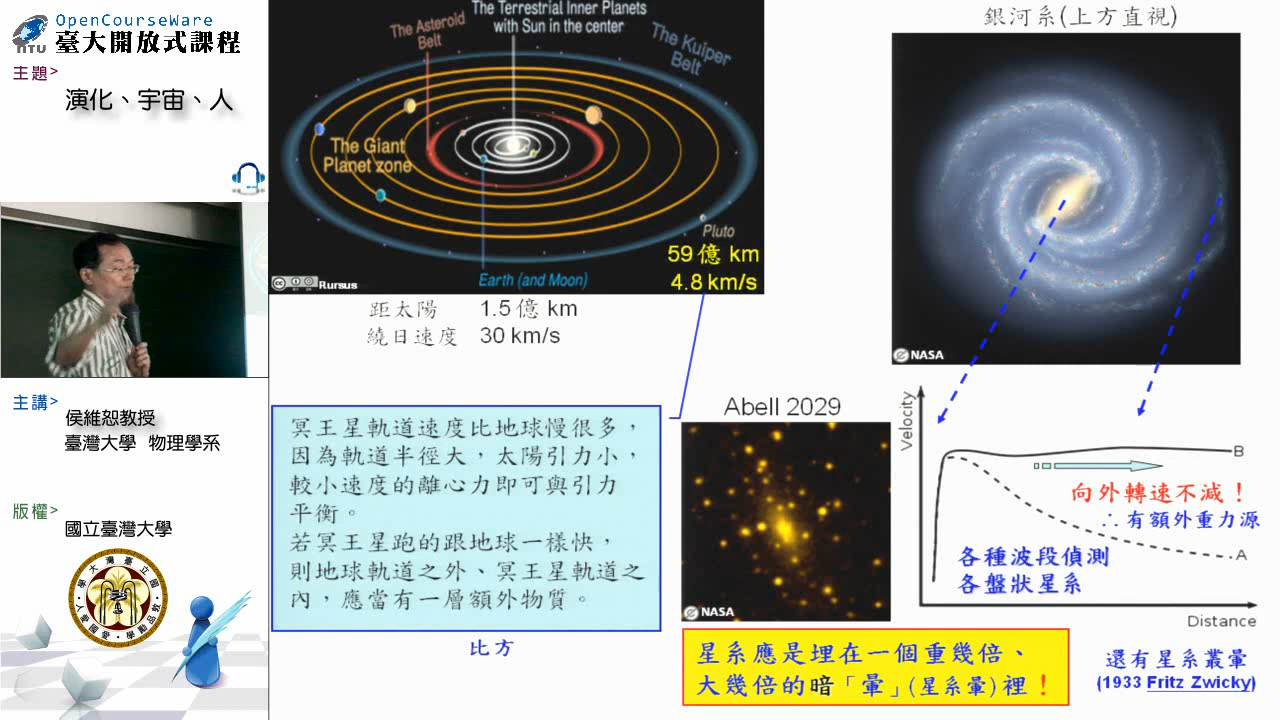 OpenCourseWare
NTU
臺大開放式課程
主題>
演化、宇宙、人
主講>
侯維恕教授
臺灣大學 物理學系
版權>
國立臺灣大學
The Terrestrial Inner Planets
with Sun in the center
The Asteroid
Belt
The Kuiper
Belt
The Giant
Planet zone
Pluto
59億 km
4.8 km/s
Earth (and Moon)
cc
Rursus
距太陽 1.5億 km
繞日速度 30 km/s
冥王星軌道速度比地球慢很多，
因為軌道半徑大，太陽引力小，
較小速度的離心力即可與引力
平衡。
若冥王星跑的跟地球一樣快，
則地球軌道之外、冥王星軌道之
內，應當有一層額外物質。
比方
Abell 2029
NASA
星系應是埋在一個重幾倍、
大幾倍的暗「暈」(星系暈)裡！
銀河系(上方直視)
NASA
Velocity
B
向外轉速不減！
∴ 有額外重力源
A
各種波段偵測
各盤狀星系
Distance
還有星系叢暈
(1933 Fritz Zwicky)